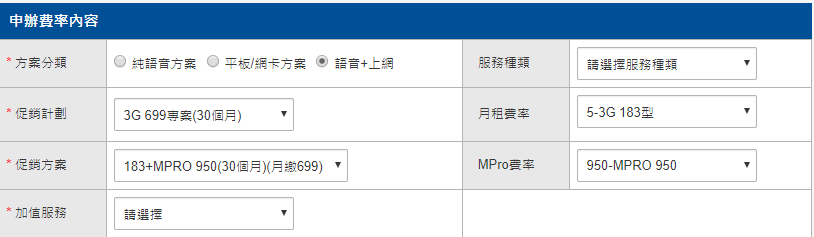 申辦費率內容
* 方案分類 純語音方案 平板/網卡方案 語音+上網 服務種類 請選擇服務種類
* 促銷計劃 3G 699專案(30個月) 月租費率 5-3G 183型
* 促銷方案 183+MPRO 950(30個月)(月繳699) MPro費率 950-MPRO 950
* 加值服務 請選擇